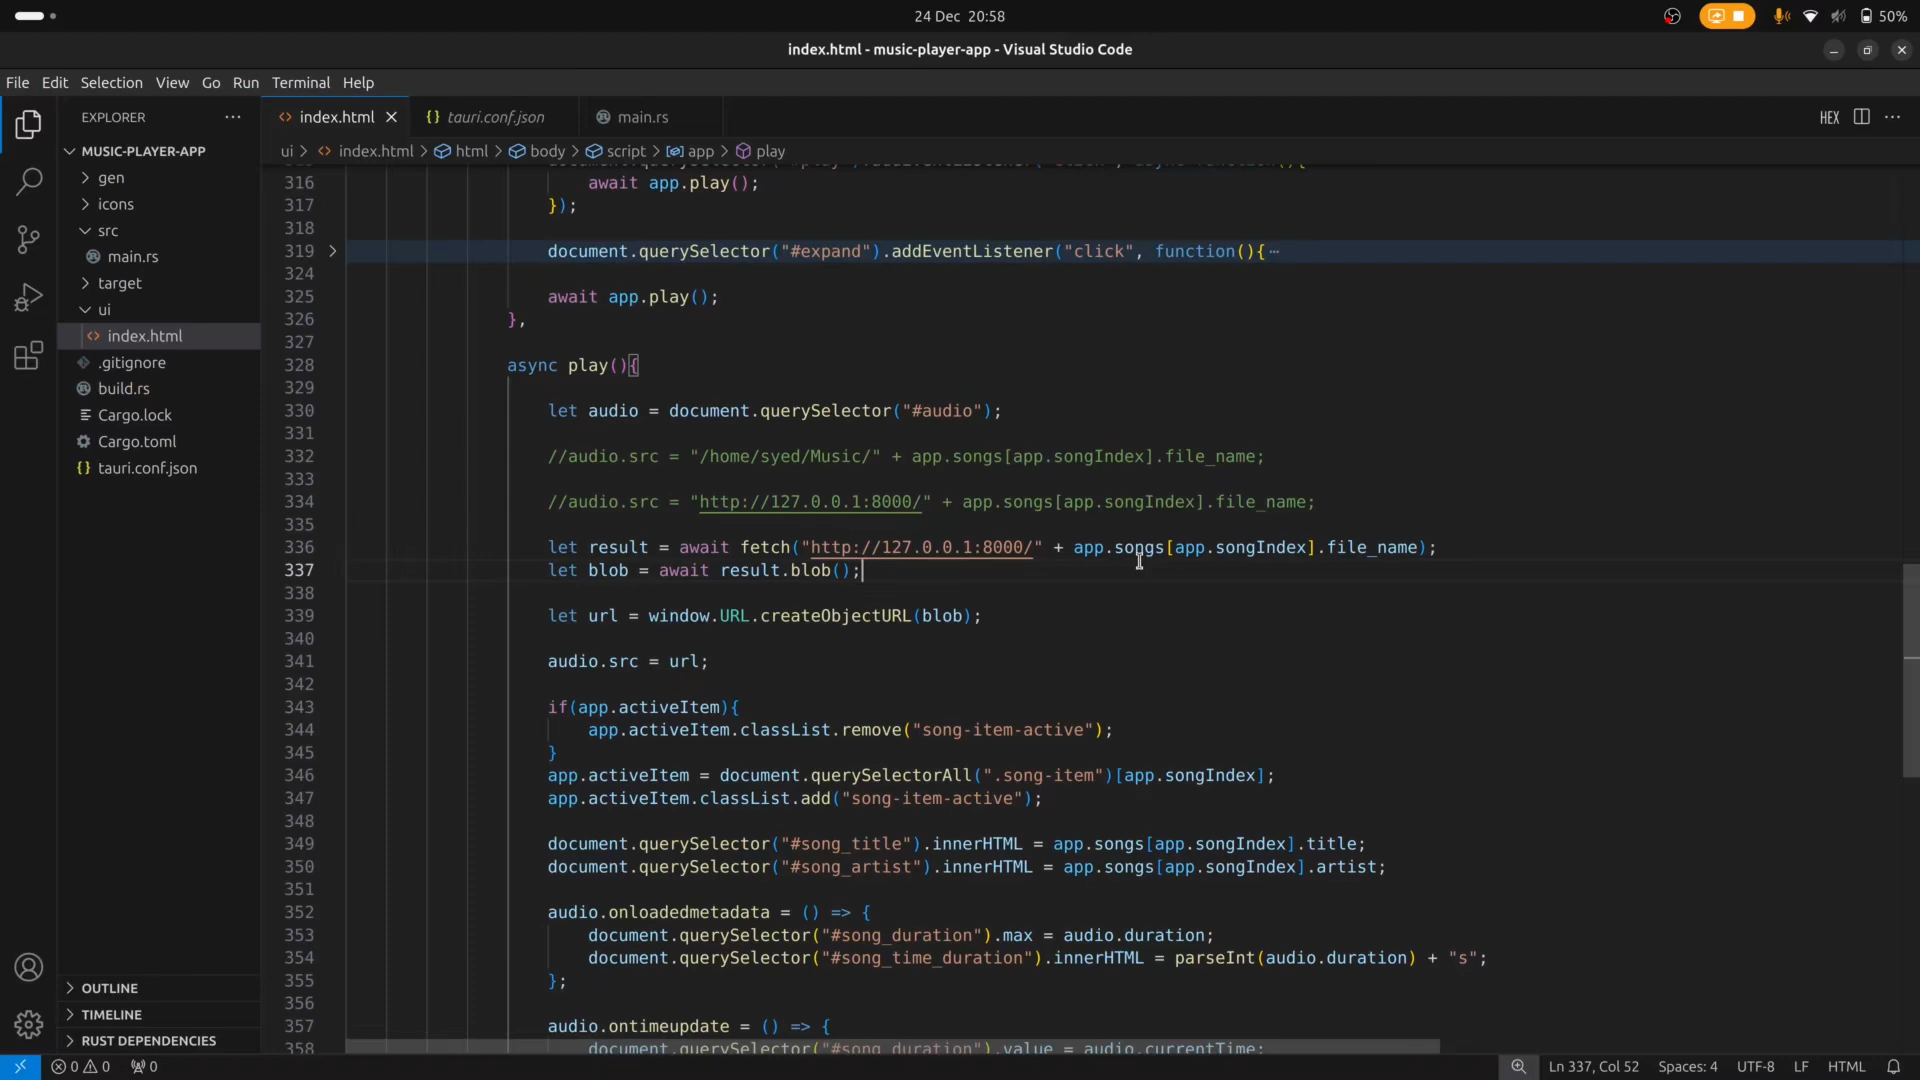 24 Dec 20:58
50%
index.html - music-player-app - Visual Studio Code
File Edit Selection View Go Run Terminal Help
EXPLORER
index.html
tauri.conf.json
main.rs
HEX
MUSIC-PLAYER-APP
gen
icons
src
main.rs
target
ui
index.html
.gitignore
build.rs
Cargo.lock
Cargo.toml
tauri.conf.json
OUTLINE
TIMELINE
RUST DEPENDENCIES
ui > index.html > html > body > script > app > play
316 await app.play();
317 });
318
319 document.querySelector("#expand").addEventListener("click", function(){⋯
324
325 await app.play();
326 },
327
328 async play(){
329
330 let audio = document.querySelector("#audio");
331
332 //audio.src = "/home/syed/Music/" + app.songs[app.songIndex].file_name;
333
334 //audio.src = "http://127.0.0.1:8000/" + app.songs[app.songIndex].file_name;
335
336 let result = await fetch("http://127.0.0.1:8000/" + app.songs[app.songIndex].file_name);
337 let blob = await result.blob();
338
339 let url = window.URL.createObjectURL(blob);
340
341 audio.src = url;
342
343 if(app.activeItem){
344 app.activeItem.classList.remove("song-item-active");
345 }
346 app.activeItem = document.querySelectorAll(".song-item")[app.songIndex];
347 app.activeItem.classList.add("song-item-active");
348
349 document.querySelector("#song_title").innerHTML = app.songs[app.songIndex].title;
350 document.querySelector("#song_artist").innerHTML = app.songs[app.songIndex].artist;
351
352 audio.onloadedmetadata = () => {
353 document.querySelector("#song_duration").max = audio.duration;
354 document.querySelector("#song_time_duration").innerHTML = parseInt(audio.duration) + "s";
355 };
356
357 audio.ontimeupdate = () => {
358 document.querySelector("#song_duration").value = audio.currentTime;
0 0 0
Ln 337, Col 52 Spaces: 4 UTF-8 LF HTML